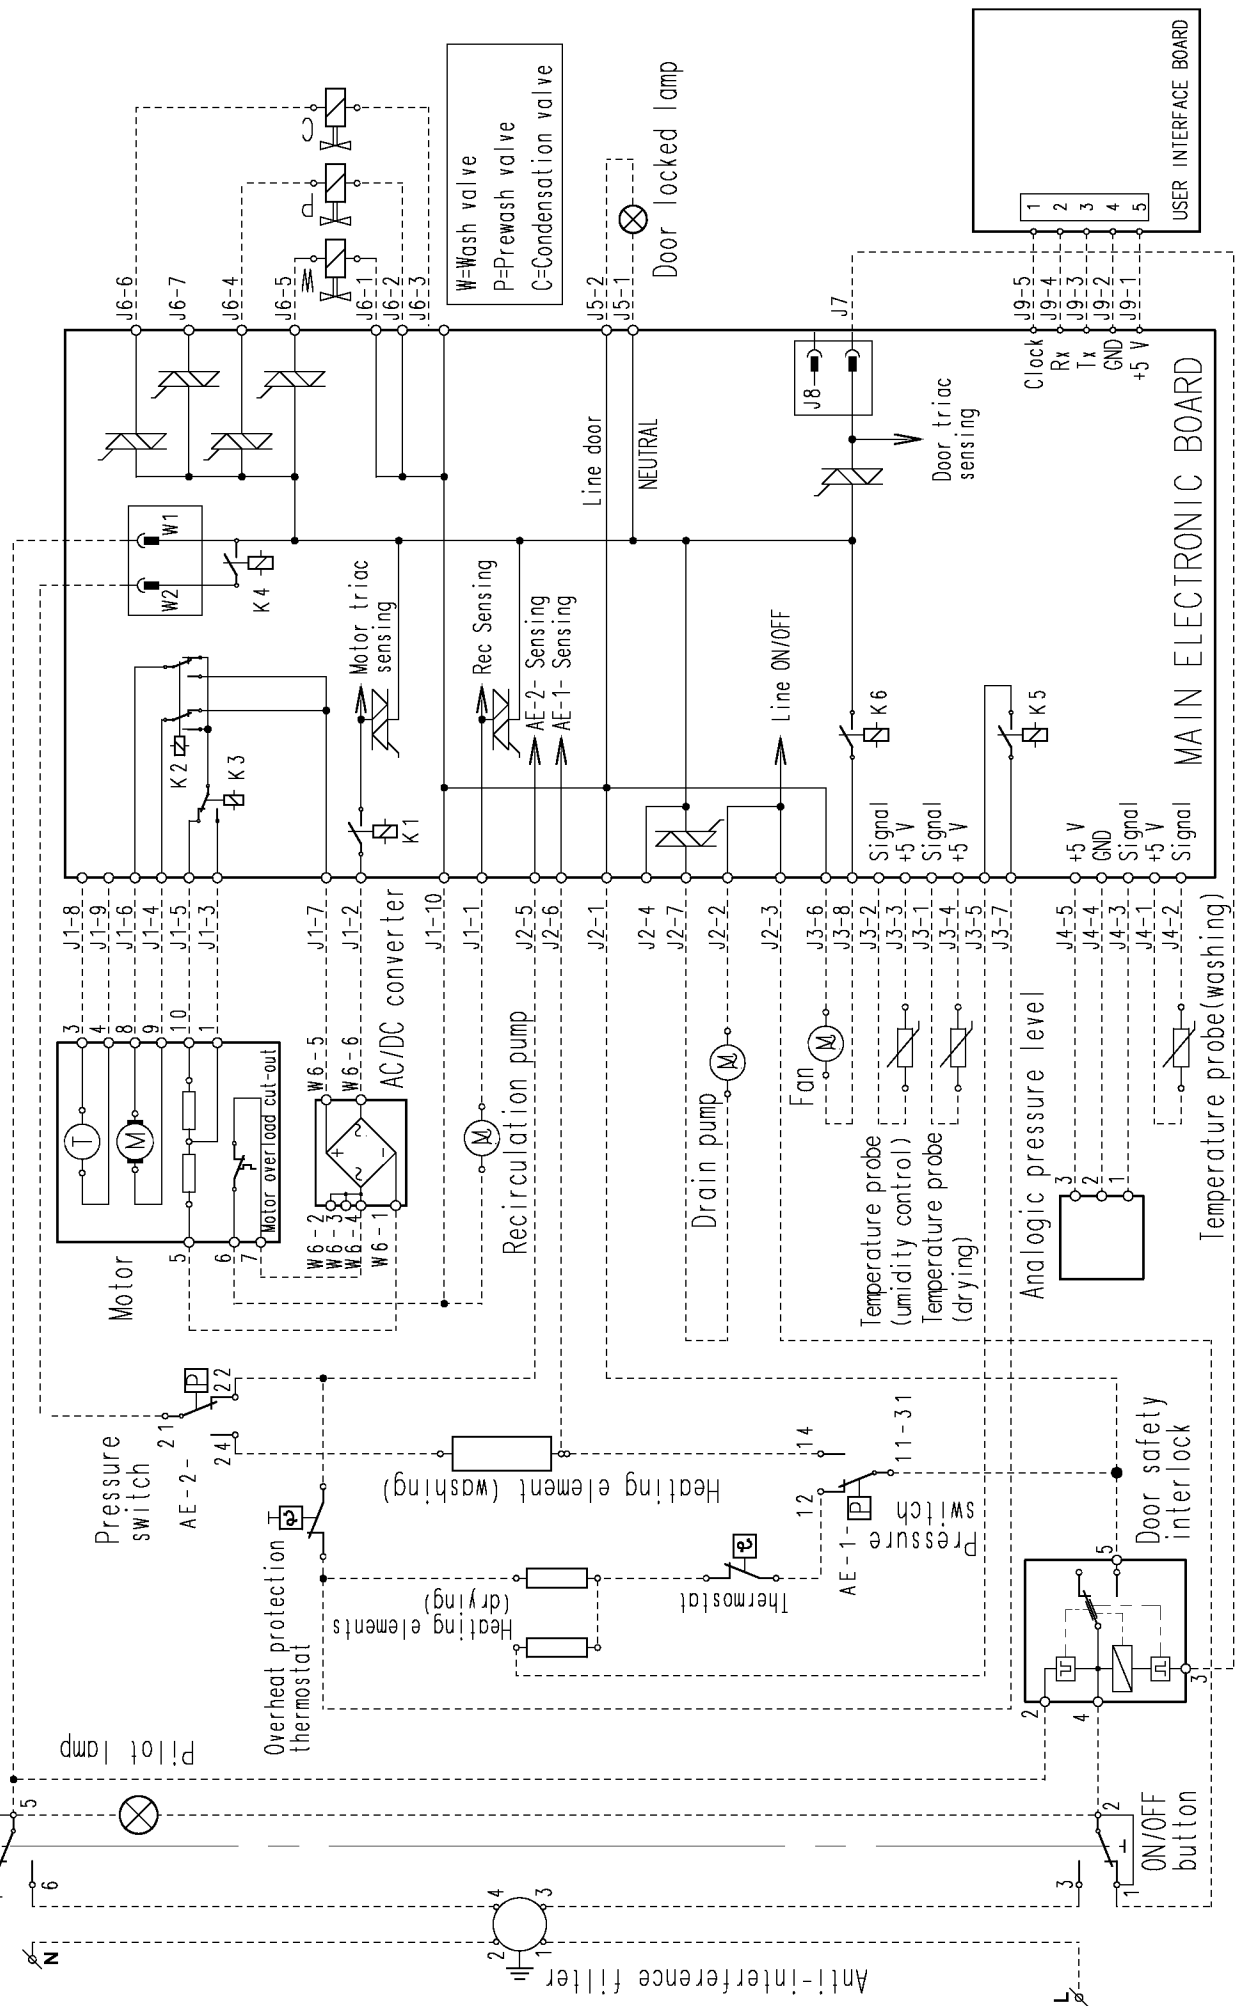 USER INTERFACE BOARD
1
2
3
4
5
J9-5
J9-4
J9-3
J9-2
J9-1
Clock
Rx
Tx
GND
+5 V
W=Wash valve
P=Prewash valve
C=Condensation valve
C
P
W
J6-6
J6-7
J6-4
J6-5
J6-1
J6-2
J6-3
J5-2
J5-1
Door locked lamp
J7
J8
Line door
NEUTRAL
Door triac
sensing
MAIN ELECTRONIC BOARD
W1
W2
K4
K2
K3
Motor triac
sensing
K1
Rec Sensing
AE-2- Sensing
AE-1- Sensing
Line ON/OFF
K6
K5
Signal
+5 V
Signal
+5 V
+5 V
GND
Signal
+5 V
Signal
J1-8
J1-9
J1-6
J1-4
J1-5
J1-3
J1-7
J1-2
J1-10
J1-1
J2-5
J2-6
J2-1
J2-4
J2-7
J2-2
J2-3
J3-6
J3-8
J3-2
J3-3
J3-1
J3-4
J3-5
J3-7
J4-5
J4-4
J4-3
J4-1
J4-2
3
4
8
9
10
1
T
M
Motor overload cut-out
5
6
7
Motor
W6-5
W6-6
AC/DC converter
+
-
W6-2
W6-3
W6-4
W6-1
M
Recirculation pump
M
Drain pump
M
Fan
Temperature probe
(umidity control)
Temperature probe
(drying)
3
2
1
Analogic pressure level
Temperature probe(washing)
Pressure
switch
AE-2-
P
21
22
24
Heating element (washing)
14
12
11-31
AE-1-
P
Pressure
switch
Overheat protection
thermostat
Heating elements
(drying)
Thermostat
Door safety
interlock
5
2
4
3
Pilot lamp
5
6
ON/OFF
button
2
3
1
4
3
2
1
Anti-interference filter
N
L